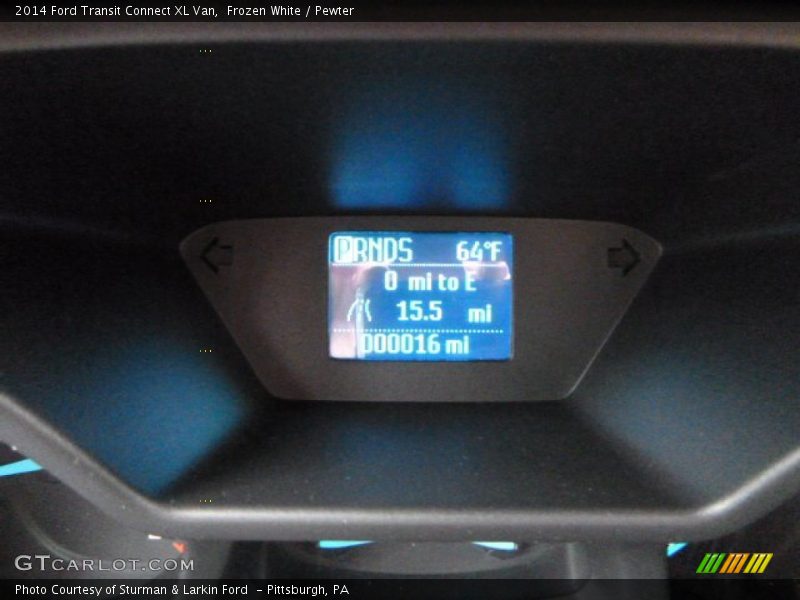 2014 Ford Transit Connect XL Van,  Frozen White / Pewter
PRNDS 64°F
0 mi to E
15.5 mi
000016 mi
GTCARLOT.COM
Photo Courtesy of Sturman & Larkin Ford  - Pittsburgh, PA